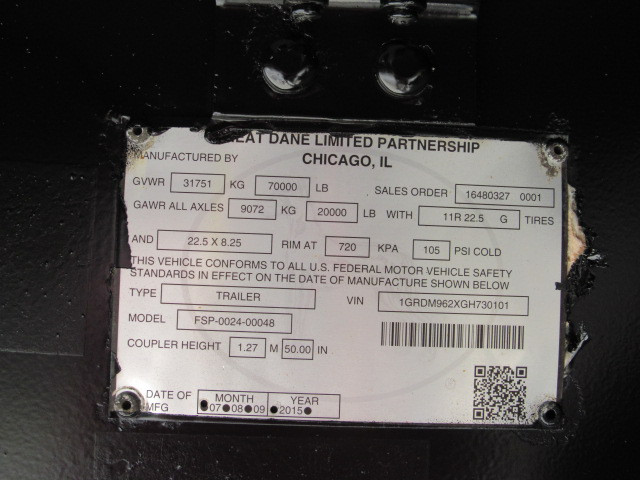 EAT DANE LIMITED PARTNERSHIP
MANUFACTURED BY CHICAGO, IL
GVWR 31751 KG 70000 LB SALES ORDER 16480327 0001
GAWR ALL AXLES 9072 KG 20000 LB WITH 11R 22.5 G TIRES
AND 22.5 X 8.25 RIM AT 720 KPA 105 PSI COLD
THIS VEHICLE CONFORMS TO ALL U.S. FEDERAL MOTOR VEHICLE SAFETY
STANDARDS IN EFFECT ON THE DATE OF MANUFACTURE SHOWN BELOW
TYPE TRAILER VIN 1GRDM962XGH730101
MODEL FSP-0024-00048
COUPLER HEIGHT 1.27 M 50.00 IN
DATE OF MFG MONTH YEAR
07 08 09 2015